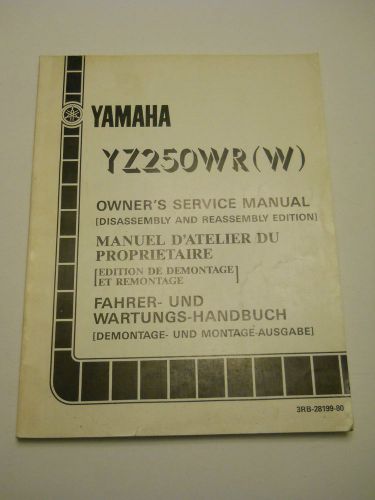 YAMAHA
YZ250WR(W)
OWNER'S SERVICE MANUAL
[DISASSEMBLY AND REASSEMBLY EDITION]
MANUEL D'ATELIER DU
PROPRIETAIRE
[EDITION DE DEMONTAGE
ET REMONTAGE]
FAHRER- UND
WARTUNGS-HANDBUCH
[DEMONTAGE- UND MONTAGE-AUSGABE]
3RB-28199-80